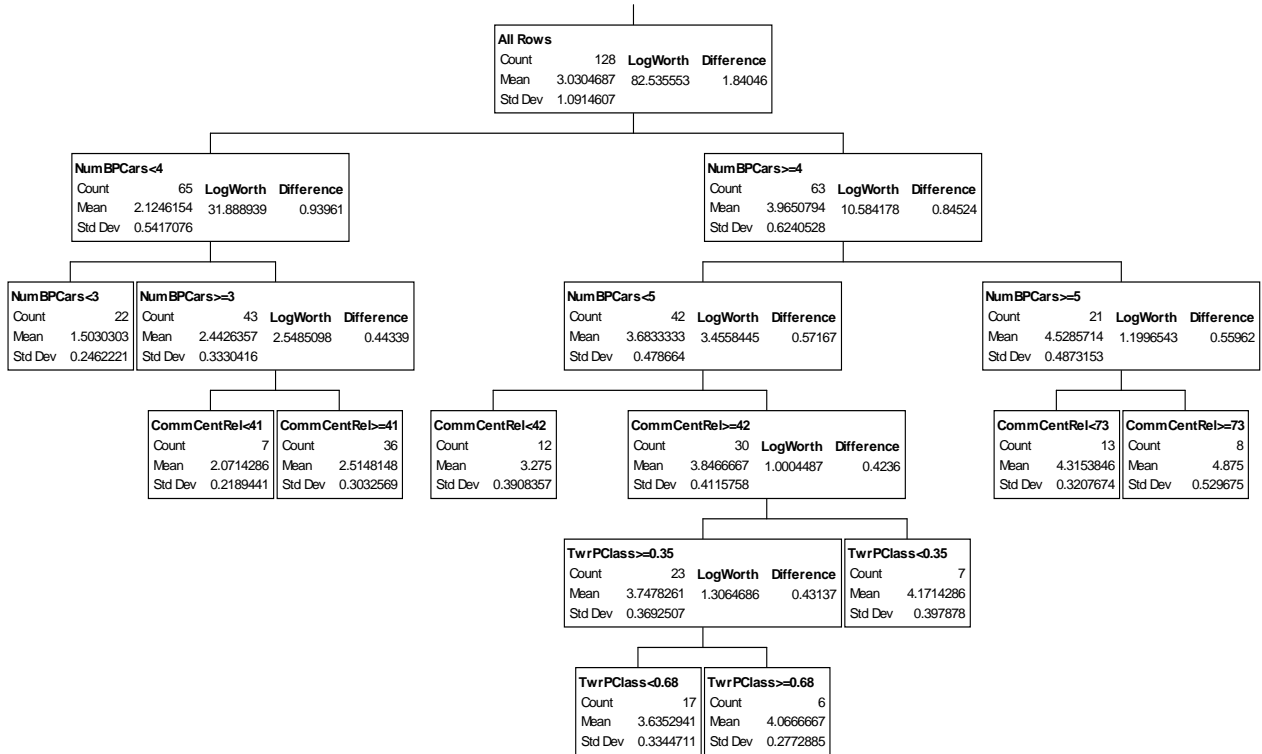 All Rows
Count 128 LogWorth Difference
Mean 3.0304687 82.535553 1.84046
Std Dev 1.0914607
NumBPCars<4
Count 65 LogWorth Difference
Mean 2.1246154 31.888939 0.93961
Std Dev 0.5417076
NumBPCars>=4
Count 63 LogWorth Difference
Mean 3.9650794 10.584178 0.84524
Std Dev 0.6240528
NumBPCars<3
Count 22
Mean 1.5030303
Std Dev 0.2462221
NumBPCars>=3
Count 43 LogWorth Difference
Mean 2.4426357 2.5485098 0.44339
Std Dev 0.3330416
NumBPCars<5
Count 42 LogWorth Difference
Mean 3.6833333 3.4558445 0.57167
Std Dev 0.478664
NumBPCars>=5
Count 21 LogWorth Difference
Mean 4.5285714 1.1996543 0.55962
Std Dev 0.4873153
CommCentRel<41
Count 7
Mean 2.0714286
Std Dev 0.2189441
CommCentRel>=41
Count 36
Mean 2.5148148
Std Dev 0.3032569
CommCentRel<42
Count 12
Mean 3.275
Std Dev 0.3908357
CommCentRel>=42
Count 30 LogWorth Difference
Mean 3.8466667 1.0004487 0.4236
Std Dev 0.4115758
CommCentRel<73
Count 13
Mean 4.3153846
Std Dev 0.3207674
CommCentRel>=73
Count 8
Mean 4.875
Std Dev 0.529675
TwrPClass>=0.35
Count 23 LogWorth Difference
Mean 3.7478261 1.3064686 0.43137
Std Dev 0.3692507
TwrPClass<0.35
Count 7
Mean 4.1714286
Std Dev 0.397878
TwrPClass<0.68
Count 17
Mean 3.6352941
Std Dev 0.3344711
TwrPClass>=0.68
Count 6
Mean 4.0666667
Std Dev 0.2772885